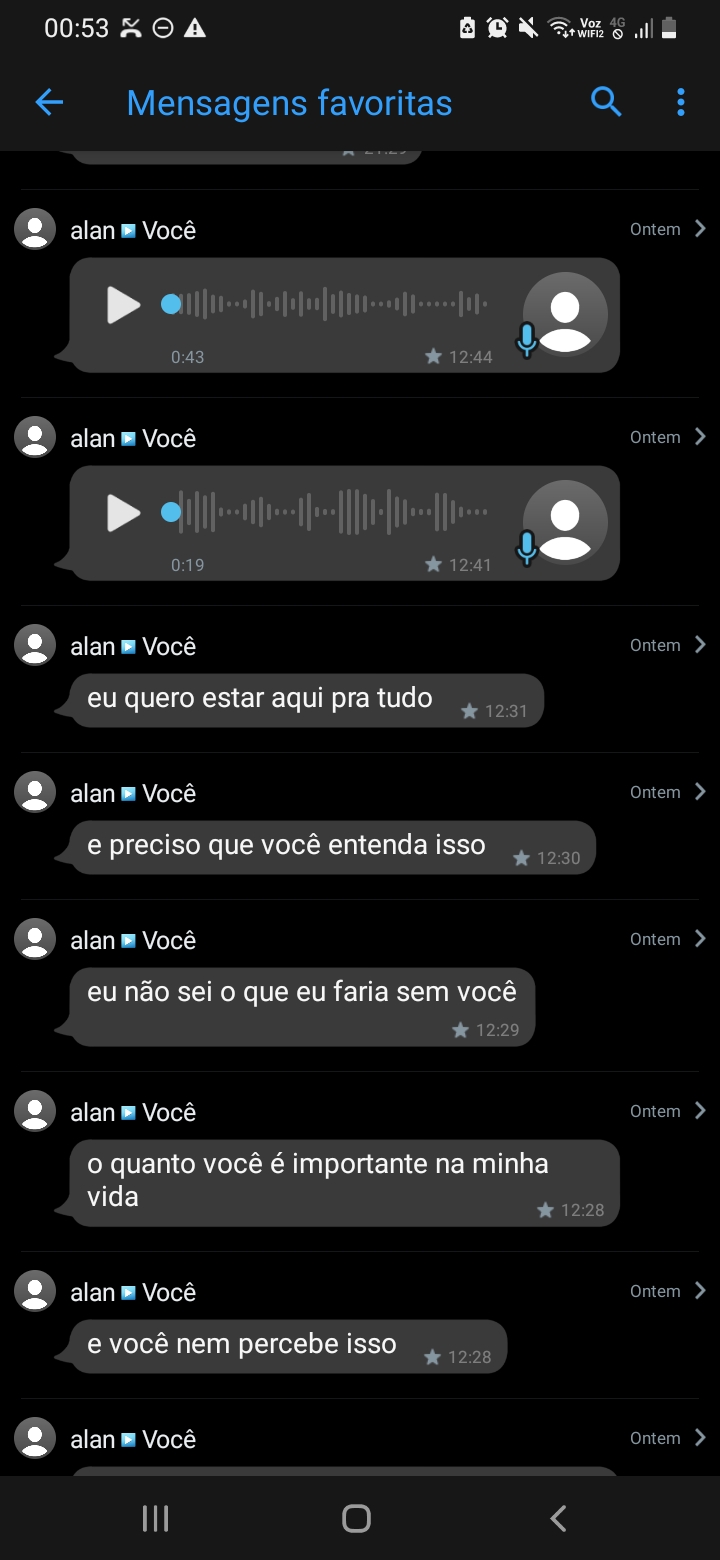 00:53
Voz
WIFI2
4G
Mensagens favoritas
alan ▶ Você
Ontem
0:43
12:44
alan ▶ Você
Ontem
0:19
12:41
alan ▶ Você
Ontem
eu quero estar aqui pra tudo
12:31
alan ▶ Você
Ontem
e preciso que você entenda isso
12:30
alan ▶ Você
Ontem
eu não sei o que eu faria sem você
12:29
alan ▶ Você
Ontem
o quanto você é importante na minha
vida
12:28
alan ▶ Você
Ontem
e você nem percebe isso
12:28
alan ▶ Você
Ontem